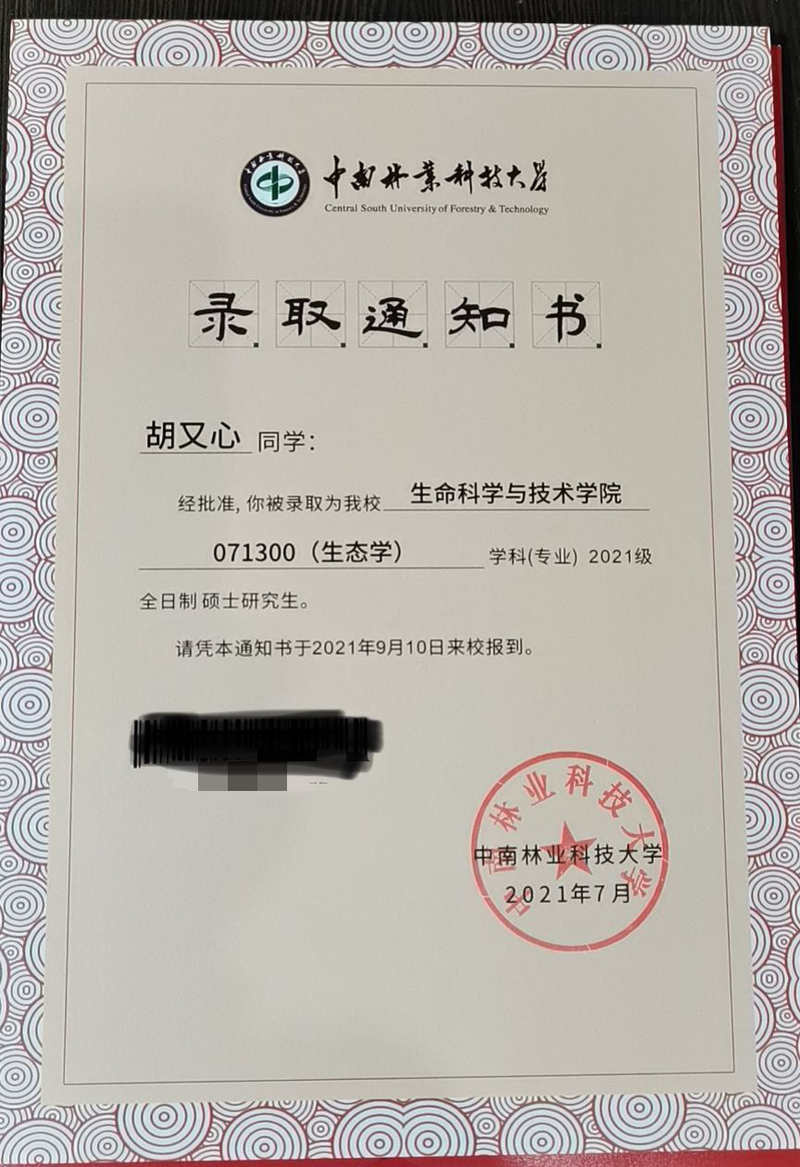 中南林业科技大学
Central South University of Forestry & Technology
录取通知书
胡又心 同学:
经批准, 你被录取为我校 生命科学与技术学院
071300（生态学） 学科(专业) 2021级
全日制 硕士研究生。
请凭本通知书于2021年9月10日来校报到。
中南林业科技大学
中南林业科技大学
2021年7月